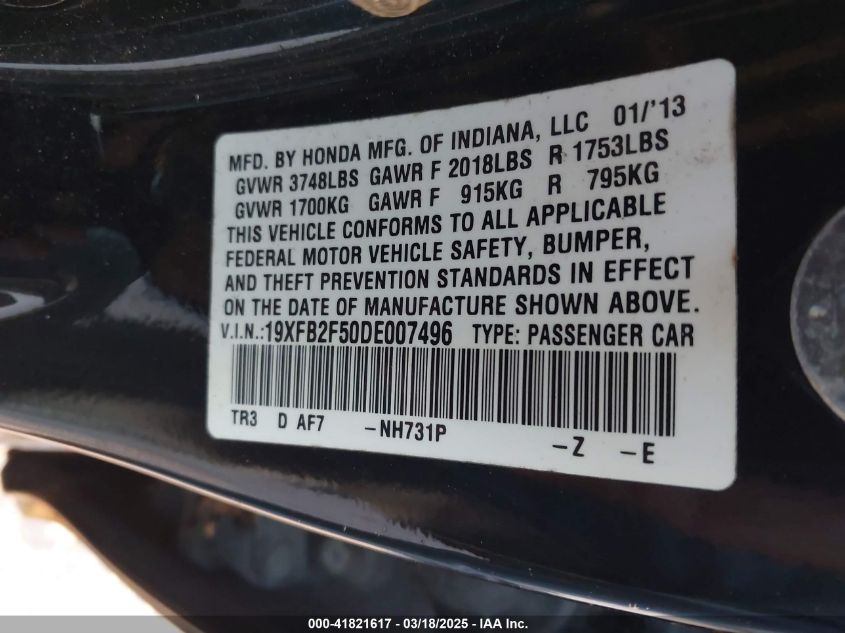 MFD. BY HONDA MFG. OF INDIANA, LLC 01/'13
GVWR 3748LBS GAWR F 2018LBS R 1753LBS
GVWR 1700KG GAWR F 915KG R 795KG
THIS VEHICLE CONFORMS TO ALL APPLICABLE
FEDERAL MOTOR VEHICLE SAFETY, BUMPER,
AND THEFT PREVENTION STANDARDS IN EFFECT
ON THE DATE OF MANUFACTURE SHOWN ABOVE.
V.I.N.:19XFB2F50DE007496 TYPE: PASSENGER CAR
TR3 D AF7 -NH731P -Z -E
000-41821617 - 03/18/2025 - IAA Inc.